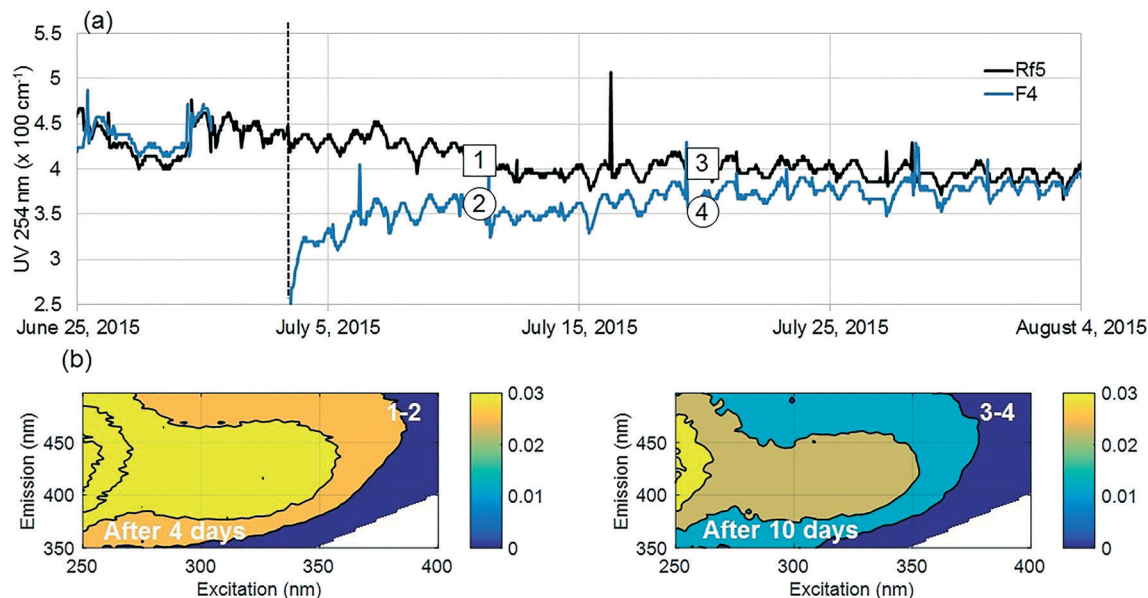 (a)
UV 254 nm (x 100 cm⁻¹)
5.5
5
4.5
4
3.5
3
2.5
Rf5
F4
1
2
3
4
June 25, 2015
July 5, 2015
July 15, 2015
July 25, 2015
August 4, 2015
(b)
Emission (nm)
450
400
350
1-2
After 4 days
250
300
350
400
Excitation (nm)
0.03
0.02
0.01
0
Emission (nm)
450
400
350
3-4
After 10 days
250
300
350
400
Excitation (nm)
0.03
0.02
0.01
0